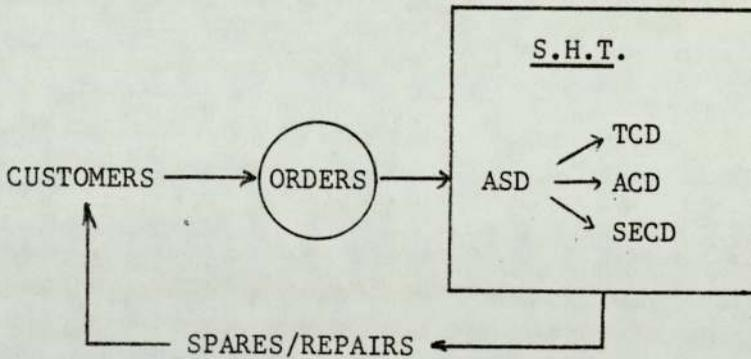 S.H.T.
TCD
CUSTOMERS ORDERS ASD ACD
SECD
SPARES/REPAIRS